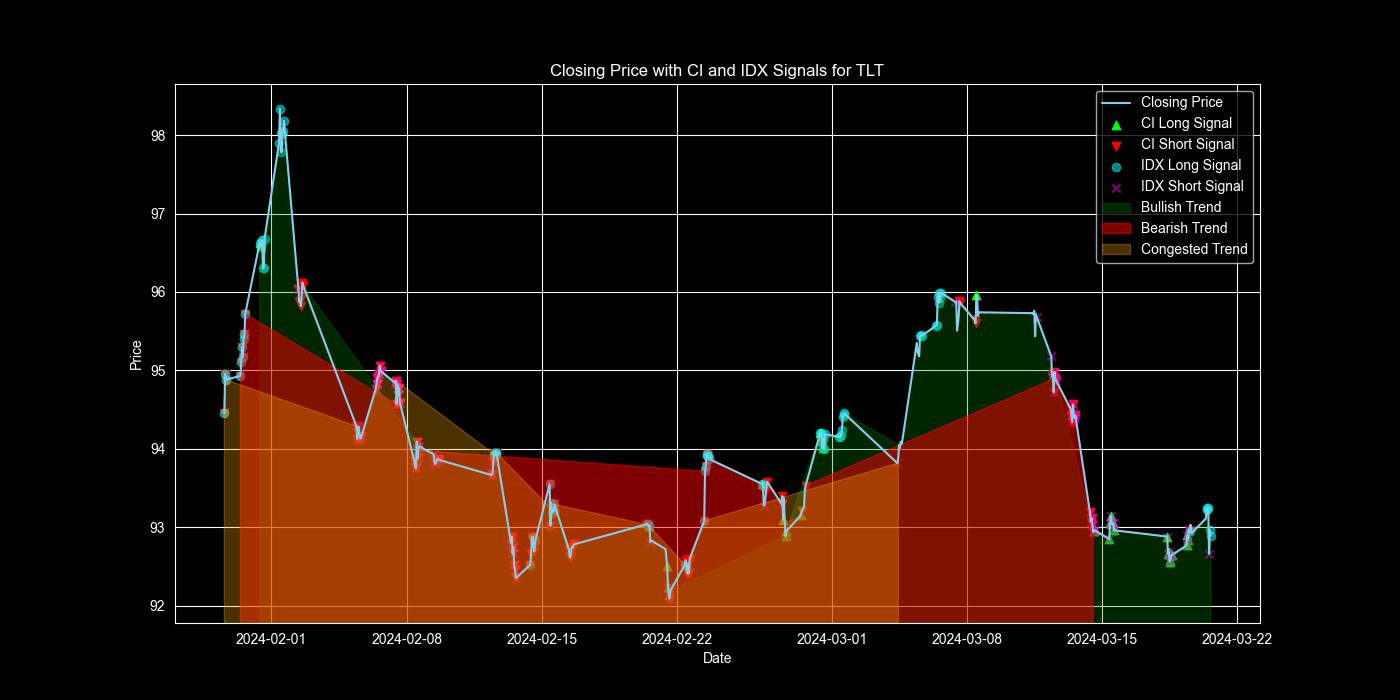 Closing Price with CI and IDX Signals for TLT
Closing Price
CI Long Signal
CI Short Signal
IDX Long Signal
IDX Short Signal
Bullish Trend
Bearish Trend
Congested Trend
Price
98
97
96
95
94
93
92
2024-02-01 2024-02-08 2024-02-15 2024-02-22 2024-03-01 2024-03-08 2024-03-15 2024-03-22
Date